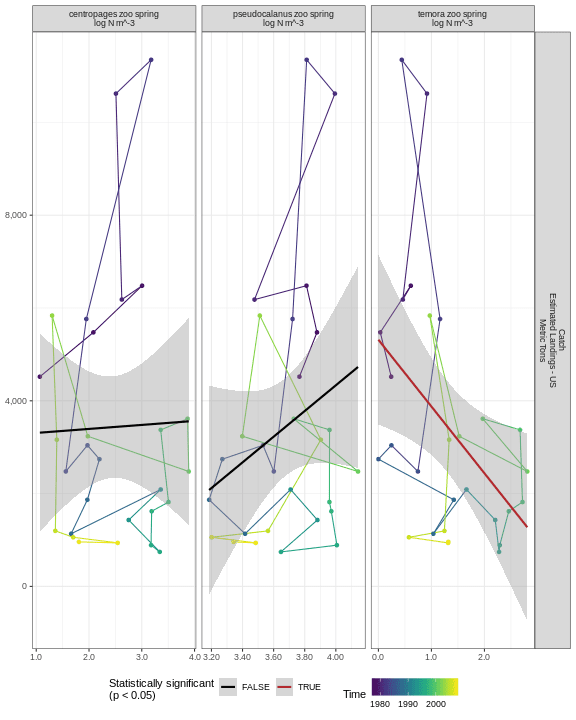 centropages zoo spring
log N m^-3
pseudocalanus zoo spring
log N m^-3
temora zoo spring
log N m^-3
8,000
4,000
0
Catch
Estimated Landings - US
Metric Tons
1.0 2.0 3.0 4.0
3.20 3.40 3.60 3.80 4.00
0.0 1.0 2.0
Statistically significant
(p < 0.05)
FALSE
TRUE
Time
1980 1990 2000